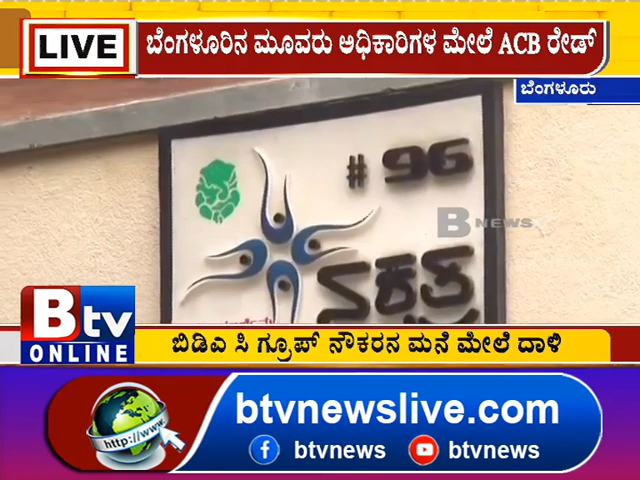 LIVE
ಬೆಂಗಳೂರಿನ ಮೂವರು ಅಧಿಕಾರಿಗಳ ಮೇಲೆ ACB ರೇಡ್
ಬೆಂಗಳೂರು
# 96
B NEWS
ನಕ್ಷತ್ರ
Btv
ONLINE
ಬಿಡಿಎ ಸಿ ಗ್ರೂಪ್ ನೌಕರನ ಮನೆ ಮೇಲೆ ದಾಳಿ
http://www.
btvnewslive.com
btvnews
btvnews